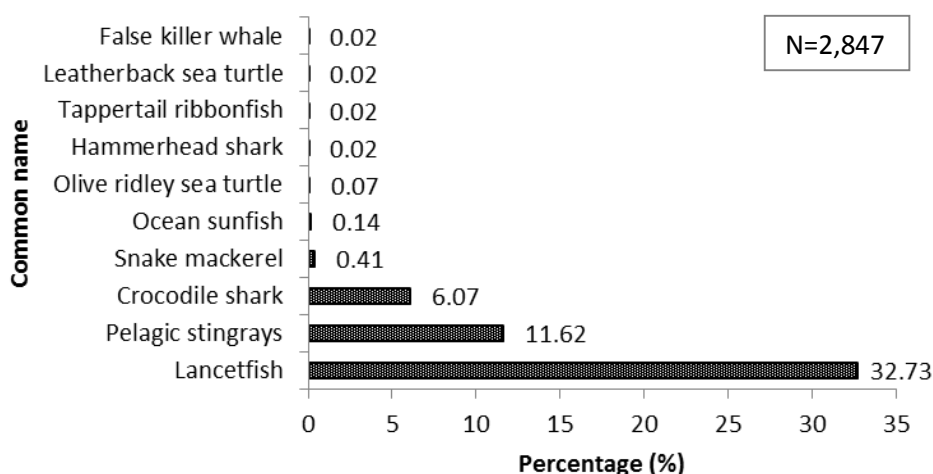 N=2,847
Common name
False killer whale 0.02
Leatherback sea turtle 0.02
Tappertail ribbonfish 0.02
Hammerhead shark 0.02
Olive ridley sea turtle 0.07
Ocean sunfish 0.14
Snake mackerel 0.41
Crocodile shark 6.07
Pelagic stingrays 11.62
Lancetfish 32.73
0 5 10 15 20 25 30 35
Percentage (%)